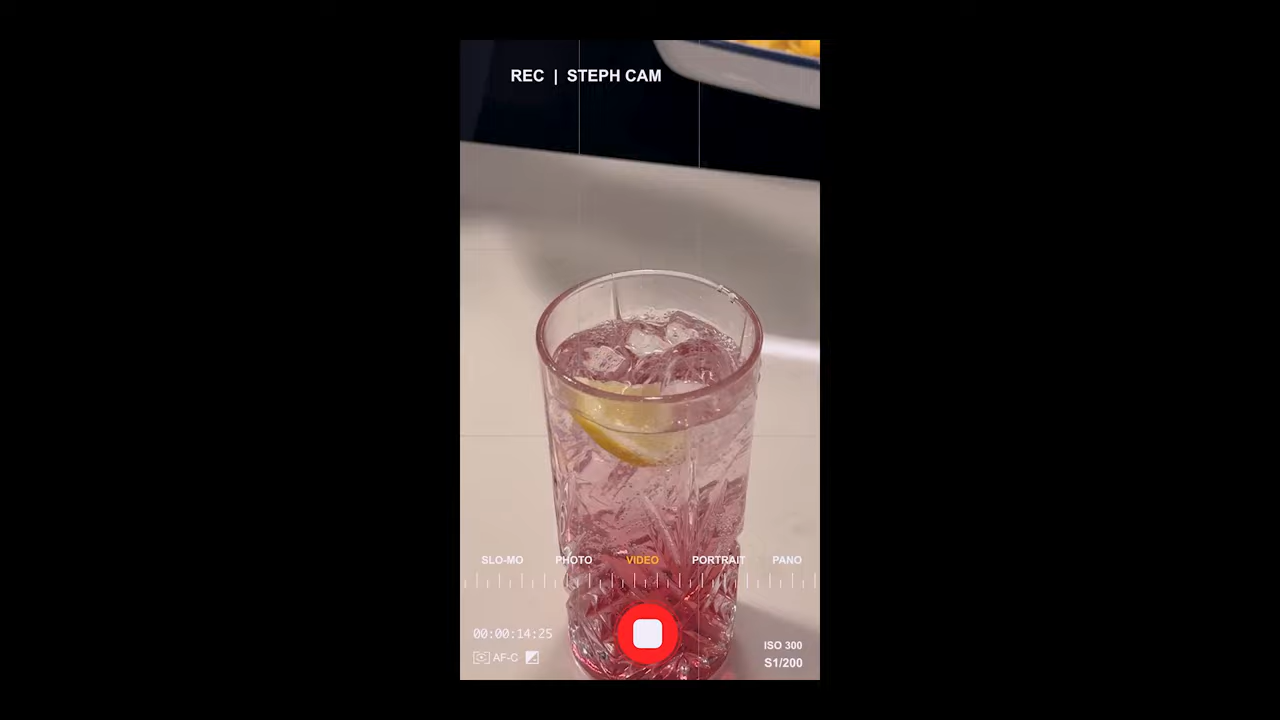 REC | STEPH CAM
SLO-MO PHOTO VIDEO PORTRAIT PANO
00:00:14:25
AF-C
ISO 300
S1/200